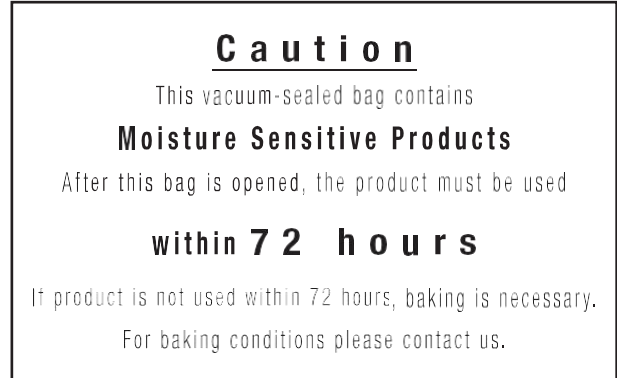 Caution
This vacuum-sealed bag contains
Moisture Sensitive Products
After this bag is opened, the product must be used
within 72 hours
If product is not used within 72 hours, baking is necessary.
For baking conditions please contact us.